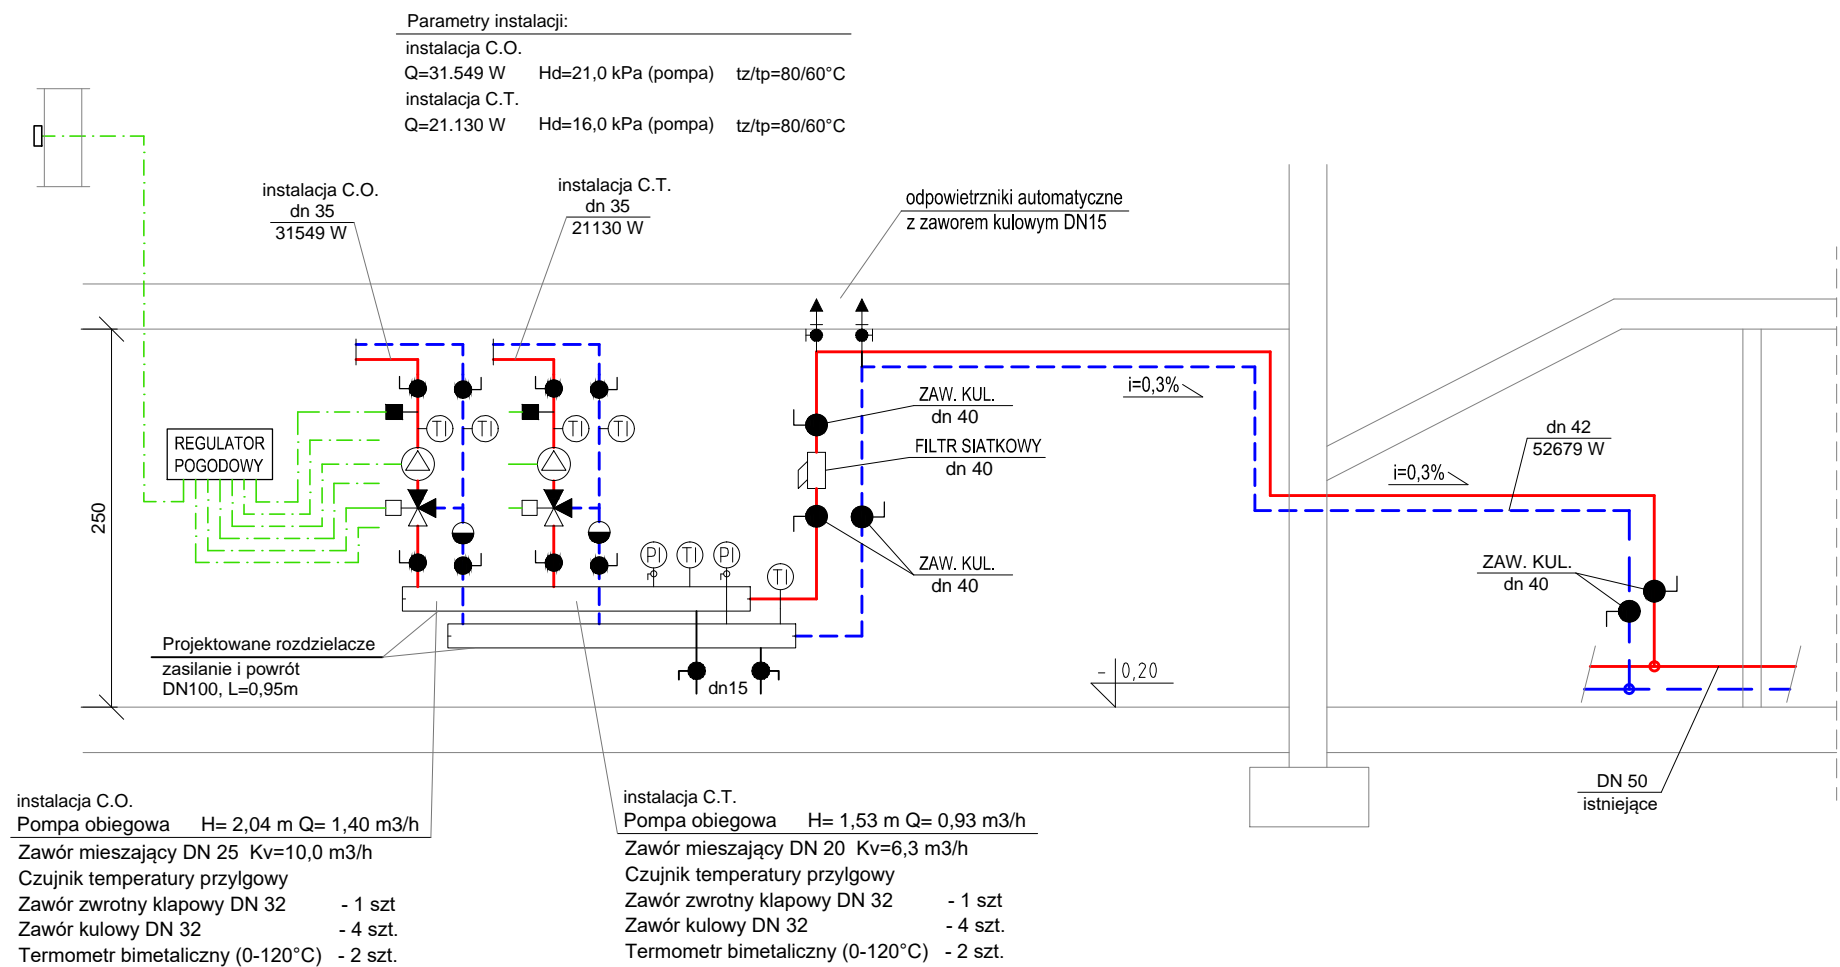 Parametry instalacji:
instalacja C.O.
Q=31.549 W Hd=21,0 kPa (pompa) tz/tp=80/60°C
instalacja C.T.
Q=21.130 W Hd=16,0 kPa (pompa) tz/tp=80/60°C
instalacja C.O.
dn 35
31549 W
instalacja C.T.
dn 35
21130 W
odpowietrzniki automatyczne
z zaworem kulowym DN15
i=0,3%
ZAW. KUL.
dn 40
FILTR SIATKOWY
dn 40
dn 42
52679 W
i=0,3%
TI
TI
TI
TI
REGULATOR
POGODOWY
250
PI
TI
PI
TI
ZAW. KUL.
dn 40
ZAW. KUL.
dn 40
Projektowane rozdzielacze
zasilanie i powrót
DN100, L=0,95m
dn15
- 0,20
DN 50
istniejące
instalacja C.O.
Pompa obiegowa H= 2,04 m Q= 1,40 m3/h
Zawór mieszający DN 25 Kv=10,0 m3/h
Czujnik temperatury przylgowy
Zawór zwrotny klapowy DN 32 - 1 szt
Zawór kulowy DN 32 - 4 szt.
Termometr bimetaliczny (0-120°C) - 2 szt.
instalacja C.T.
Pompa obiegowa H= 1,53 m Q= 0,93 m3/h
Zawór mieszający DN 20 Kv=6,3 m3/h
Czujnik temperatury przylgowy
Zawór zwrotny klapowy DN 32 - 1 szt
Zawór kulowy DN 32 - 4 szt.
Termometr bimetaliczny (0-120°C) - 2 szt.